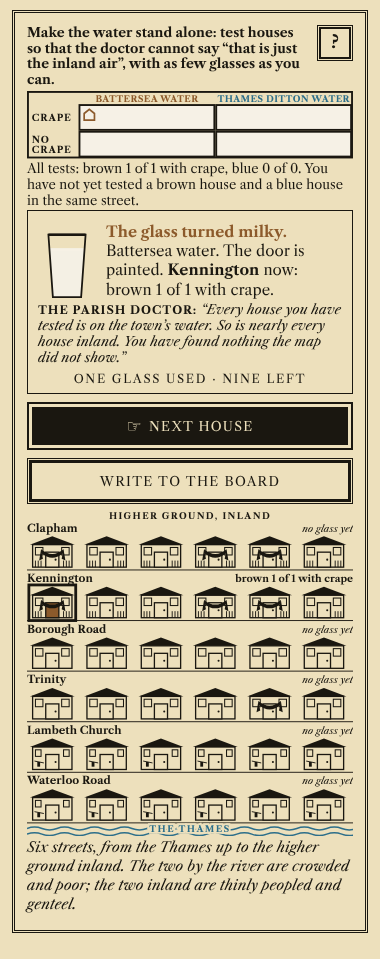 Make the water stand alone: test houses
so that the doctor cannot say “that is just
the inland air”, with as few glasses as you
can.
?
BATTERSEA WATER THAMES DITTON WATER
CRAPE
NO
CRAPE
All tests: brown 1 of 1 with crape, blue 0 of 0. You
have not yet tested a brown house and a blue house
in the same street.
The glass turned milky.
Battersea water. The door is
painted. Kennington now:
brown 1 of 1 with crape.
THE PARISH DOCTOR: “Every house you have
tested is on the town’s water. So is nearly every
house inland. You have found nothing the map
did not show.”
ONE GLASS USED · NINE LEFT
☞ NEXT HOUSE
WRITE TO THE BOARD
HIGHER GROUND, INLAND
Clapham no glass yet
Kennington brown 1 of 1 with crape
Borough Road no glass yet
Trinity no glass yet
Lambeth Church no glass yet
Waterloo Road no glass yet
THE·THAMES
Six streets, from the Thames up to the higher
ground inland. The two by the river are crowded
and poor; the two inland are thinly peopled and
genteel.